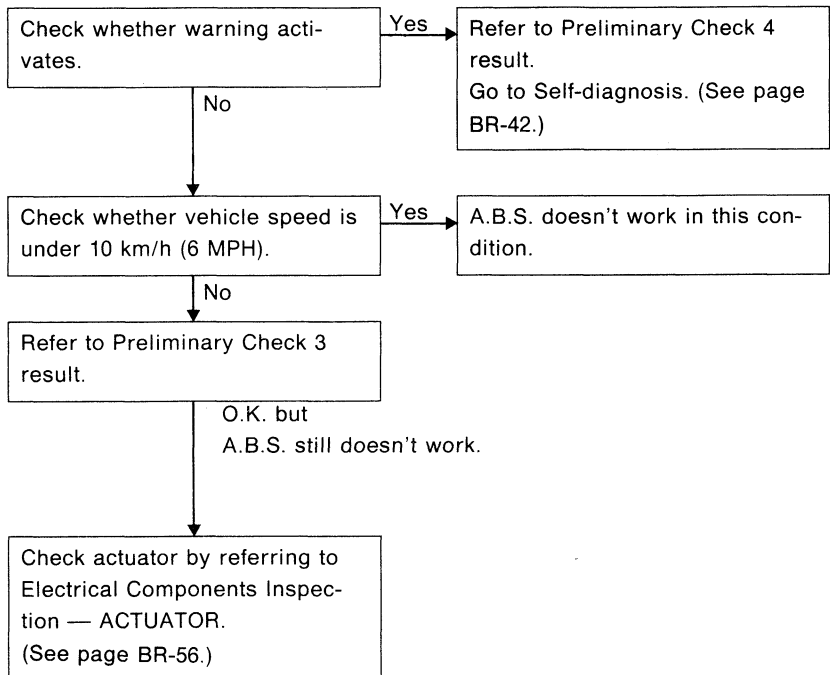 Check whether warning acti-
vates.
Yes
Refer to Preliminary Check 4
result.
Go to Self-diagnosis. (See page
BR-42.)
No
Check whether vehicle speed is
under 10 km/h (6 MPH).
Yes
A.B.S. doesn't work in this con-
dition.
No
Refer to Preliminary Check 3
result.
O.K. but
A.B.S. still doesn't work.
Check actuator by referring to
Electrical Components Inspec-
tion — ACTUATOR.
(See page BR-56.)